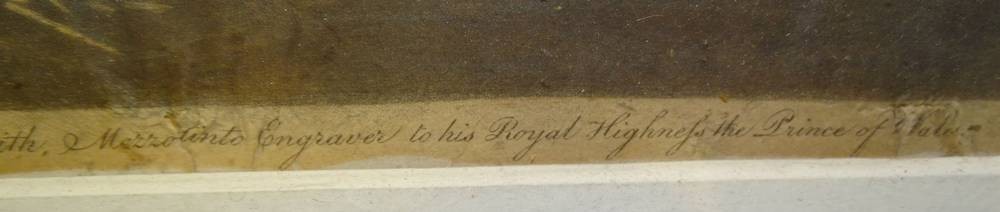 ith. Mezzotinto Engraver to his Royal Highneſs the Prince of Wales.